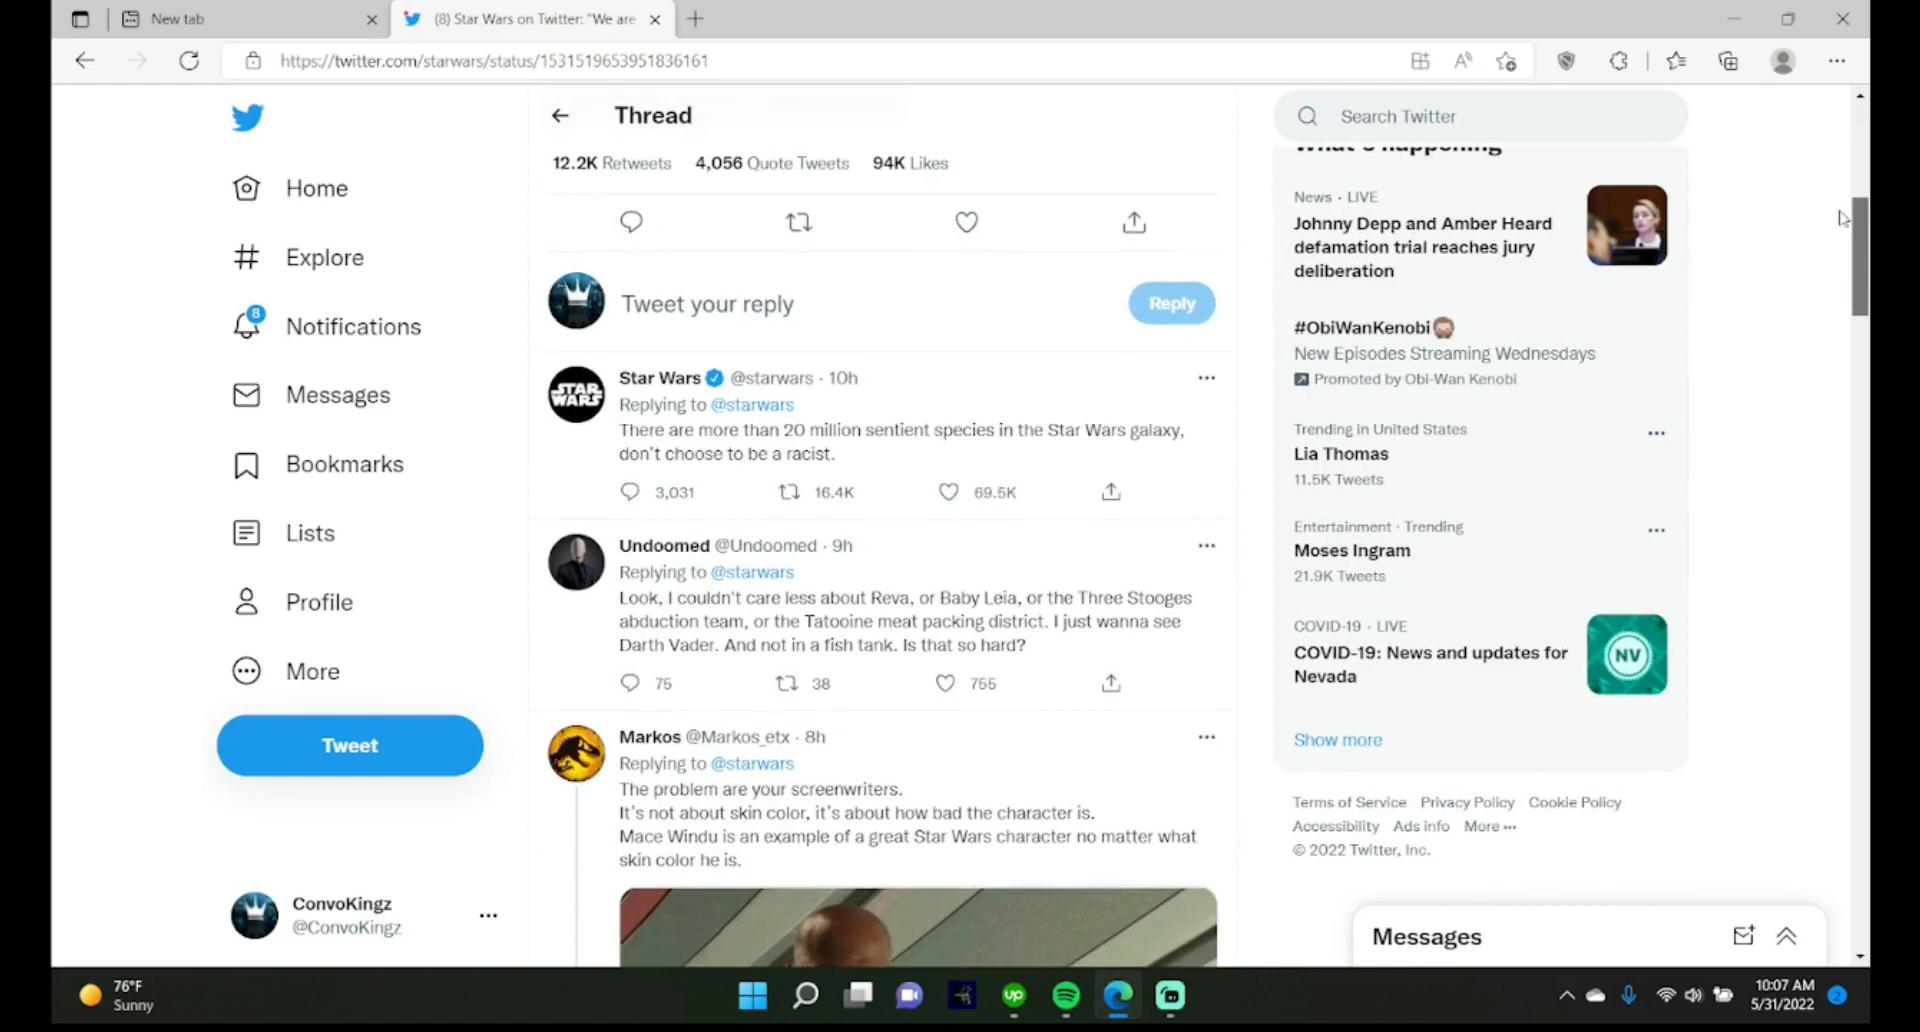 New tab
(8) Star Wars on Twitter: "We are
https://twitter.com/starwars/status/1531519653951836161
Thread
12.2K Retweets 4,056 Quote Tweets 94K Likes
Home
Explore
8
Notifications
Messages
Bookmarks
Lists
Profile
More
Tweet
ConvoKingz
@ConvoKingz
Tweet your reply
Reply
STAR WARS
Star Wars @starwars · 10h
Replying to @starwars
There are more than 20 million sentient species in the Star Wars galaxy,
don't choose to be a racist.
3,031 16.4K 69.5K
Undoomed @Undoomed · 9h
Replying to @starwars
Look, I couldn't care less about Reva, or Baby Leia, or the Three Stooges
abduction team, or the Tatooine meat packing district. I just wanna see
Darth Vader. And not in a fish tank. Is that so hard?
75 38 755
Markos @Markos_etx · 8h
Replying to @starwars
The problem are your screenwriters.
It's not about skin color, it's about how bad the character is.
Mace Windu is an example of a great Star Wars character no matter what
skin color he is.
Search Twitter
What's happening
News · LIVE
Johnny Depp and Amber Heard
defamation trial reaches jury
deliberation
#ObiWanKenobi
New Episodes Streaming Wednesdays
Promoted by Obi-Wan Kenobi
Trending in United States
Lia Thomas
11.5K Tweets
Entertainment · Trending
Moses Ingram
21.9K Tweets
COVID-19 · LIVE
COVID-19: News and updates for
Nevada
NV
Show more
Terms of Service Privacy Policy Cookie Policy
Accessibility Ads info More ···
© 2022 Twitter, Inc.
Messages
76°F
Sunny
up
10:07 AM
5/31/2022
2